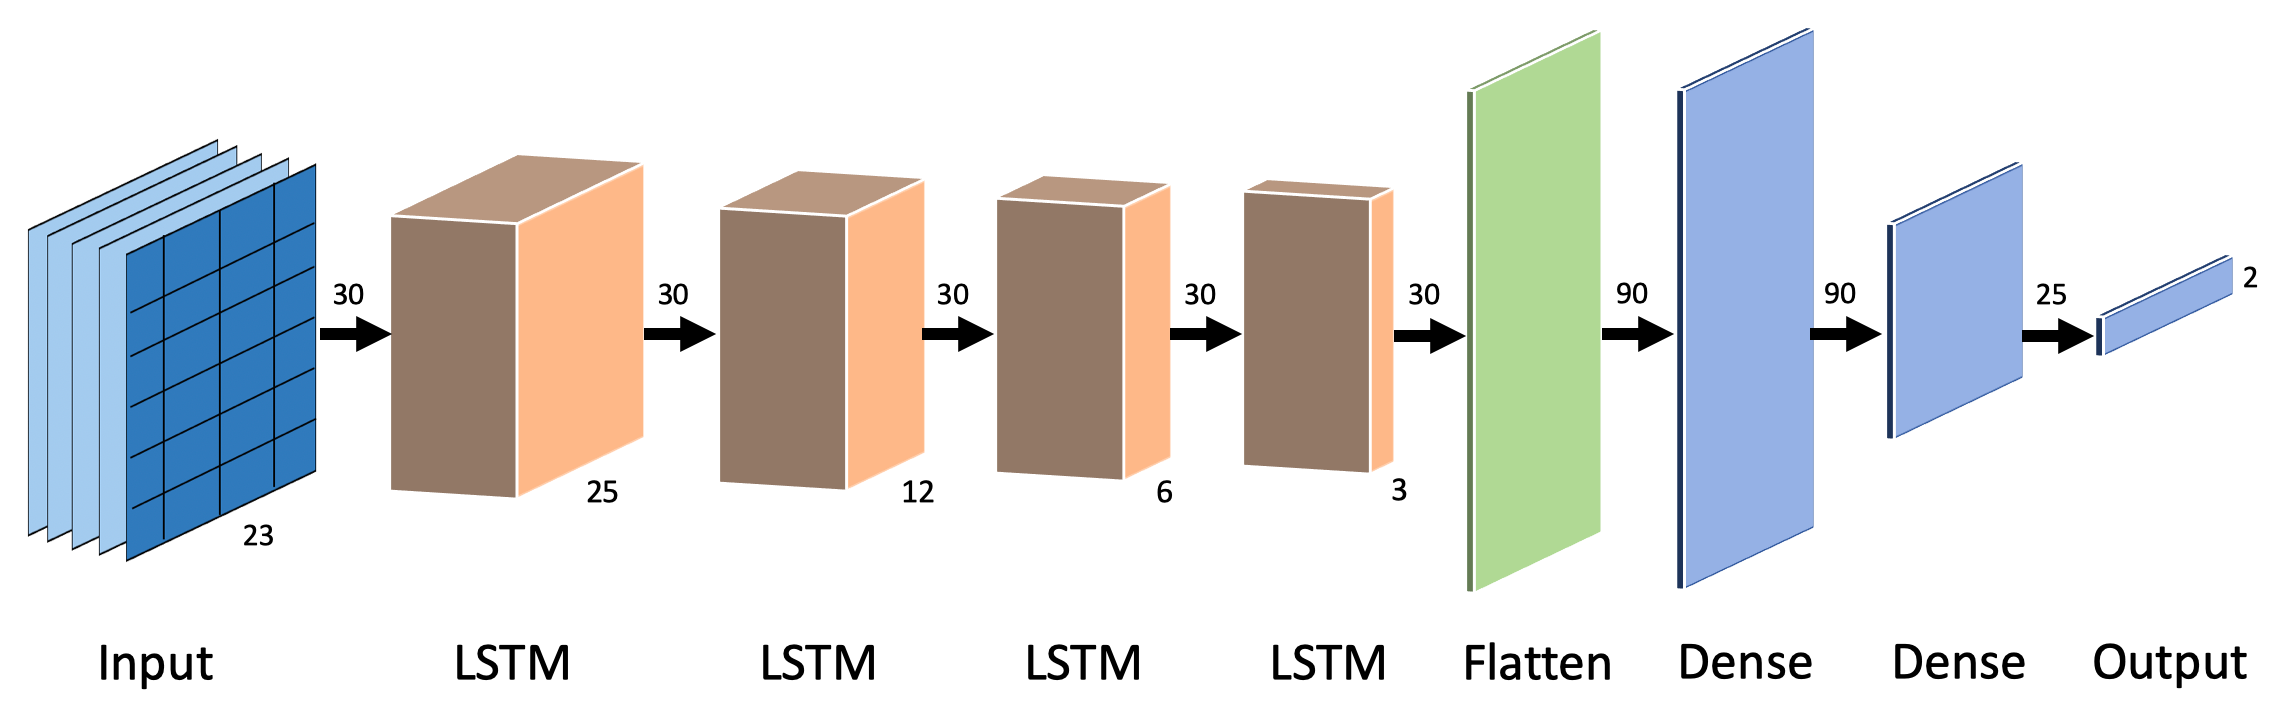 30 30 30 30 30 90 90 25 2
23 25 12 6 3
Input LSTM LSTM LSTM LSTM Flatten Dense Dense Output